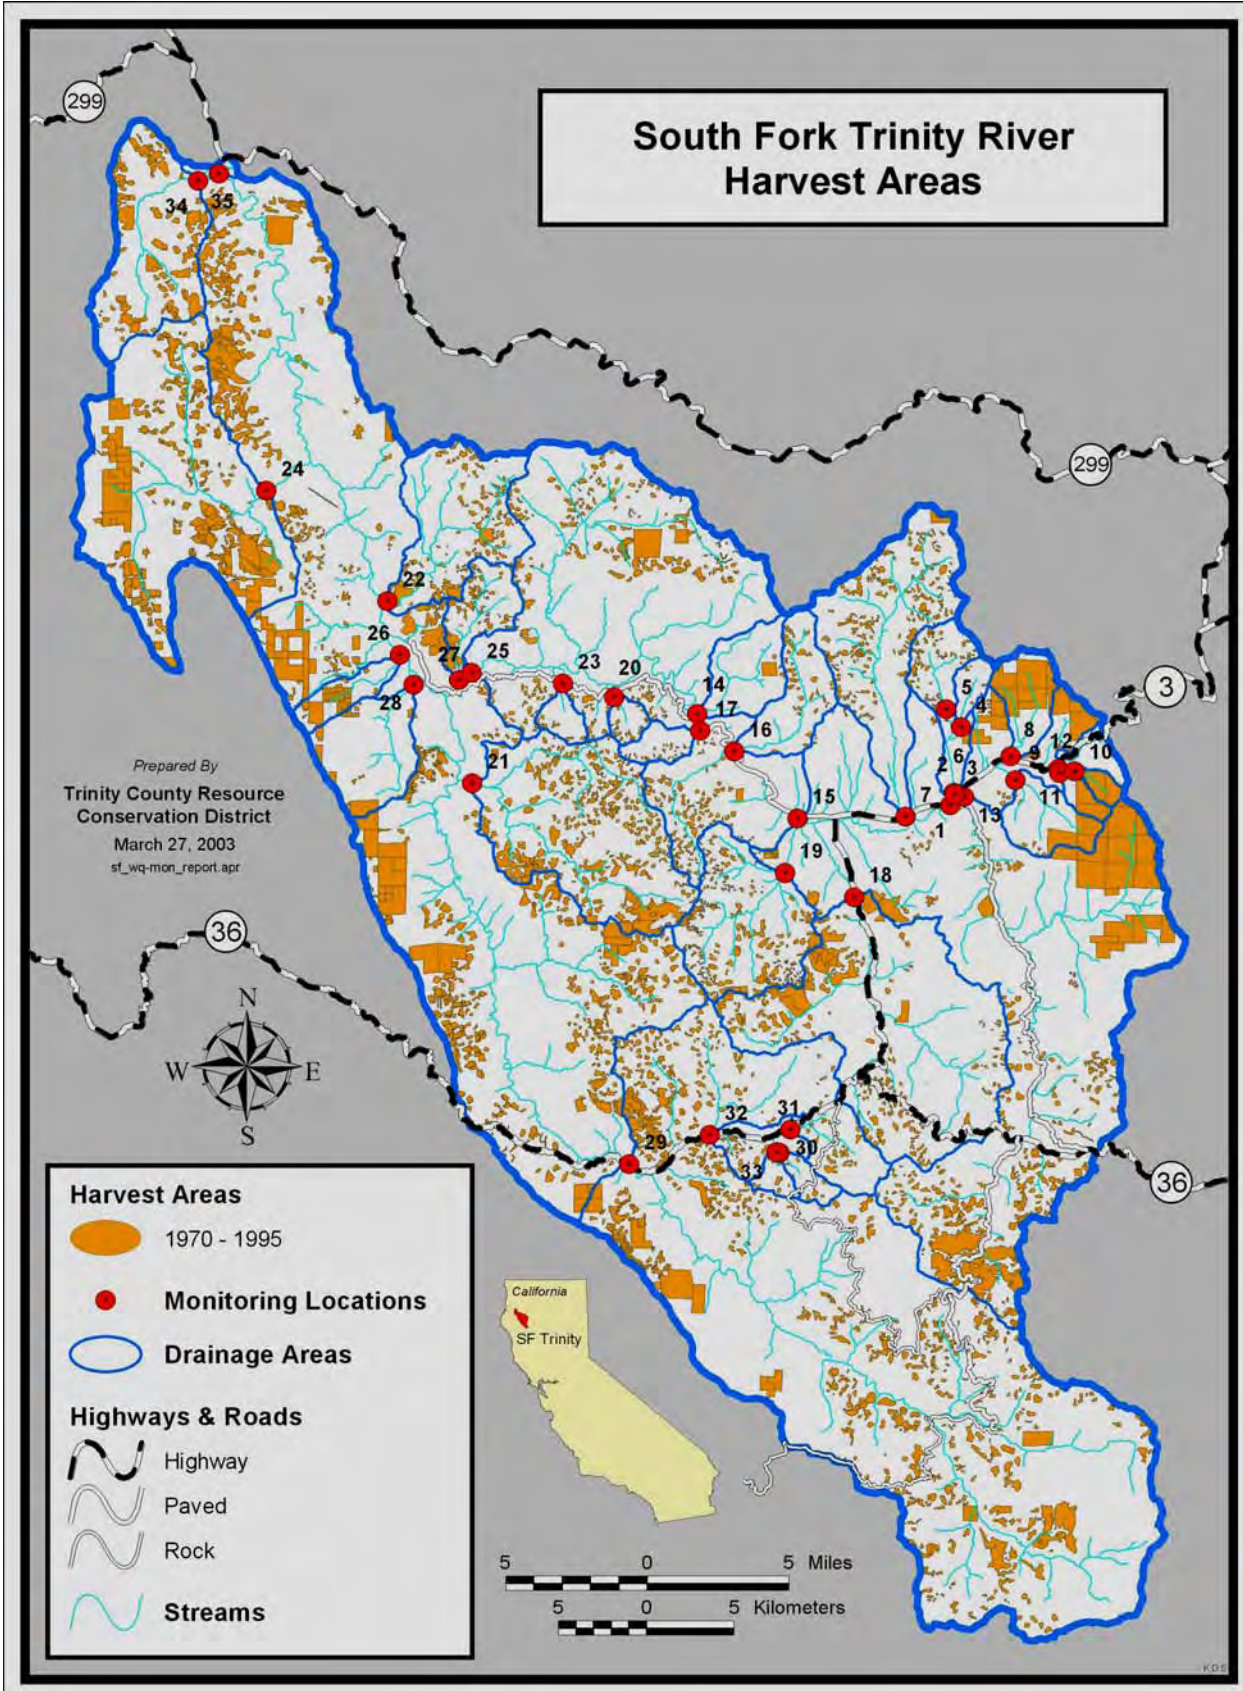 South Fork Trinity River
Harvest Areas
299
34
35
24
299
22
26
27
25
23
20
14
17
16
5
4
3
8
12
10
2
6
3
9
28
21
15
7
1
13
11
19
18
Prepared By
Trinity County Resource
Conservation District
March 27, 2003
sf_wq-mon_report.apr
36
N
W
E
S
32
31
29
33
30
36
Harvest Areas
1970 - 1995
Monitoring Locations
Drainage Areas
Highways & Roads
Highway
Paved
Rock
Streams
California
SF Trinity
5 0 5 Miles
5 0 5 Kilometers
KDS